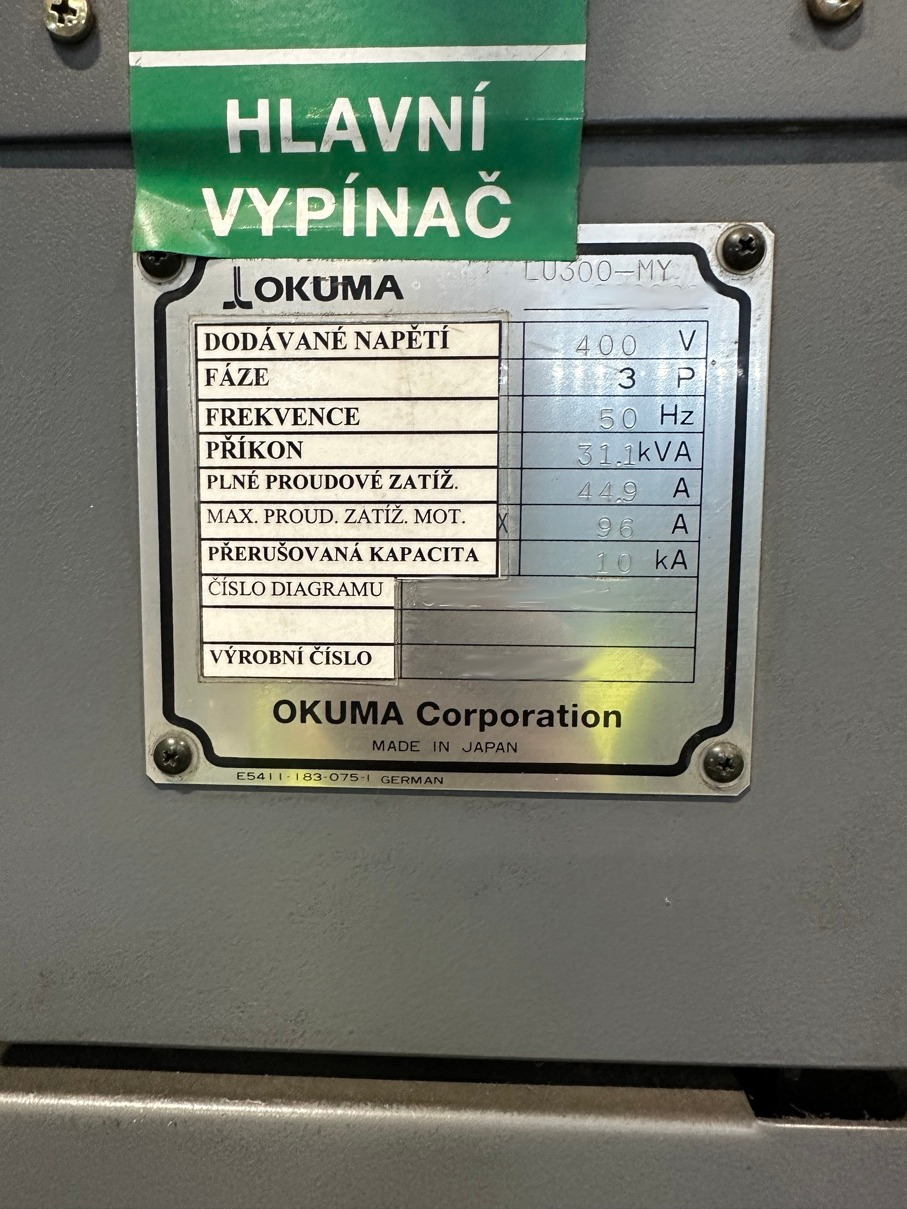 HLAVNÍ
VYPÍNAČ
OKUMA LU300-MY
DODÁVANÉ NAPĚTÍ 400 V
FÁZE 3 P
FREKVENCE 50 Hz
PŘÍKON 31.1 kVA
PLNÉ PROUDOVÉ ZATÍŽ. 44.9 A
MAX. PROUD. ZATÍŽ. MOT. X 96 A
PŘERUŠOVANÁ KAPACITA 10 kA
ČÍSLO DIAGRAMU
VÝROBNÍ ČÍSLO
OKUMA Corporation
MADE IN JAPAN
E5411-183-075-1 GERMAN